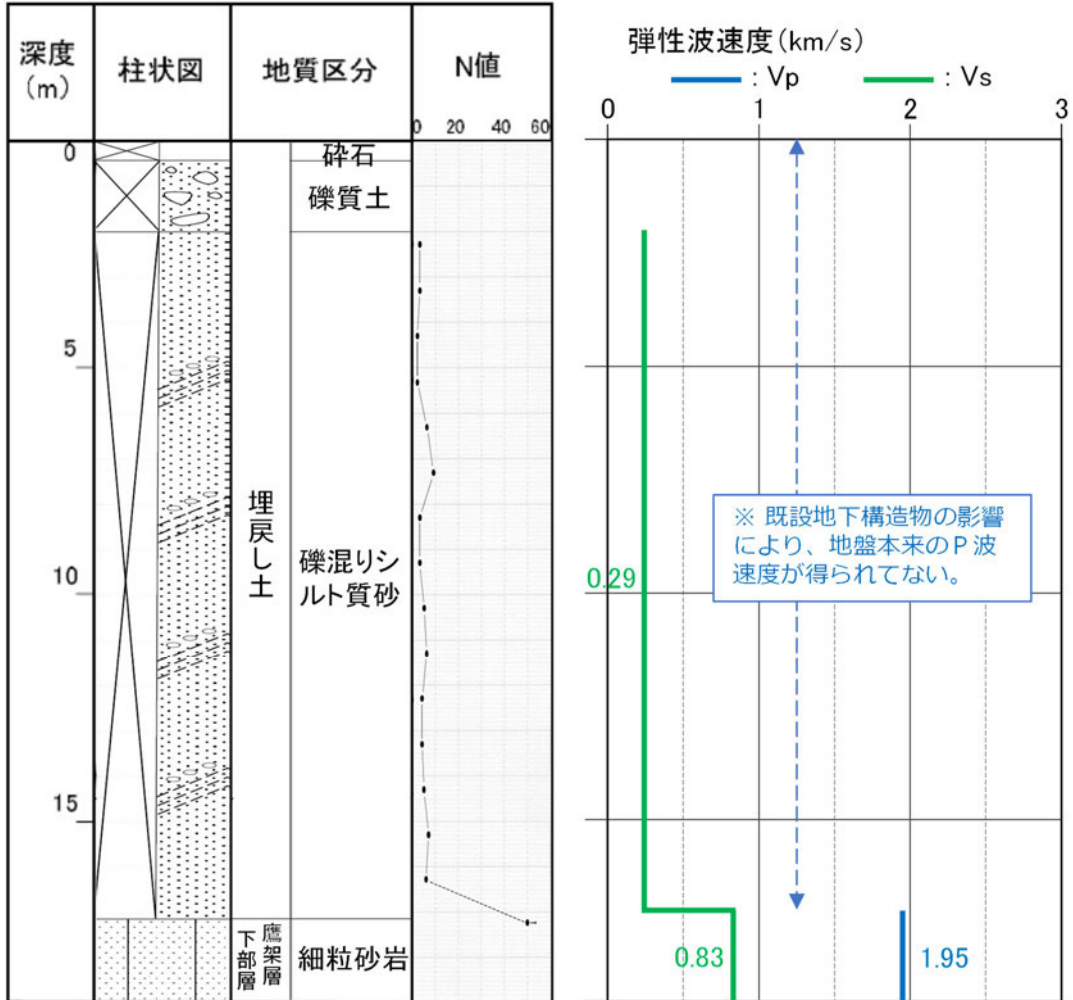 深度
(m)
柱状図
地質区分
N値
0 20 40 60
0
5
10
15
砕石
礫質土
埋戻し土
礫混りシ
ルト質砂
鷹架層
下部層
細粒砂岩
弾性波速度(km/s)
: Vp : Vs
0 1 2 3
※ 既設地下構造物の影響
により、地盤本来のP波
速度が得られてない。
0.29
0.83
1.95